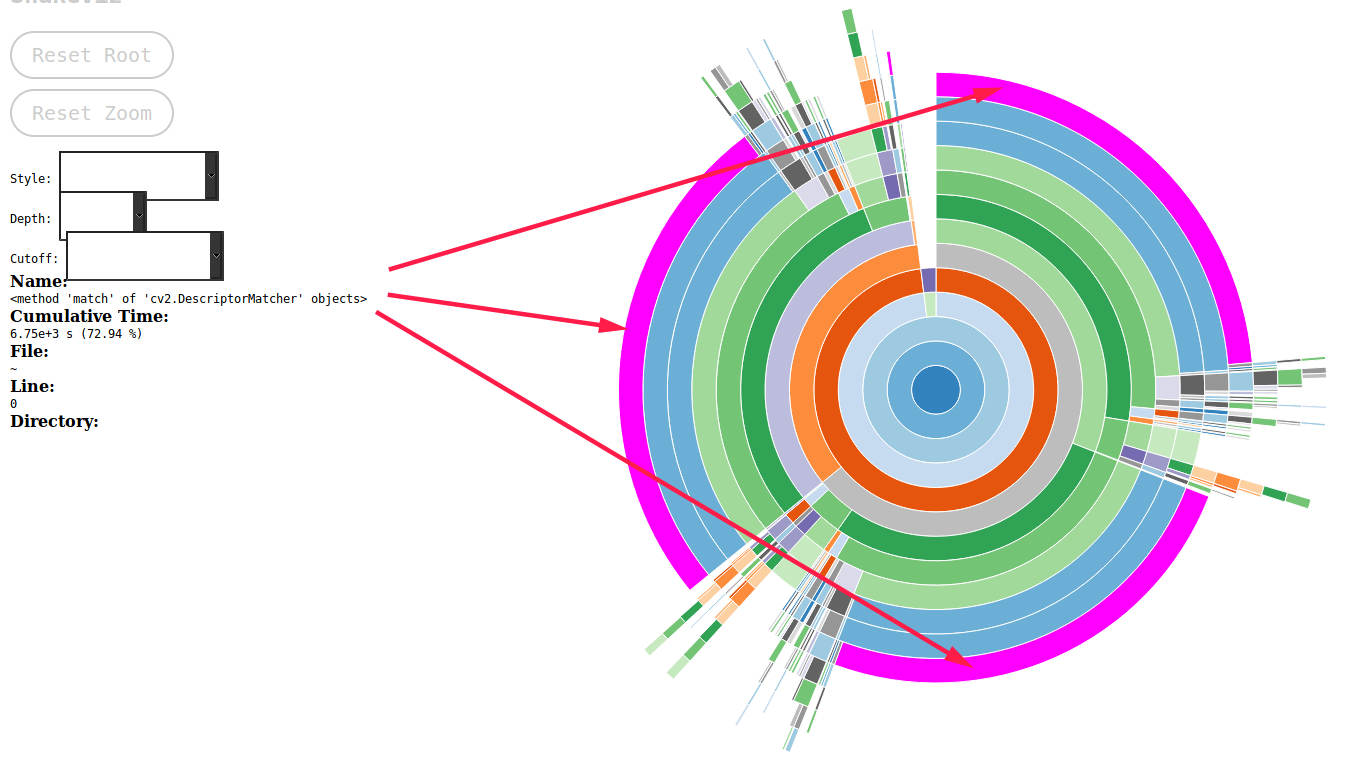 Reset Root
Reset Zoom
Style:
Depth:
Cutoff:
Name:
<method 'match' of 'cv2.DescriptorMatcher' objects>
Cumulative Time:
6.75e+3 s (72.94 %)
File:
~
Line:
0
Directory: